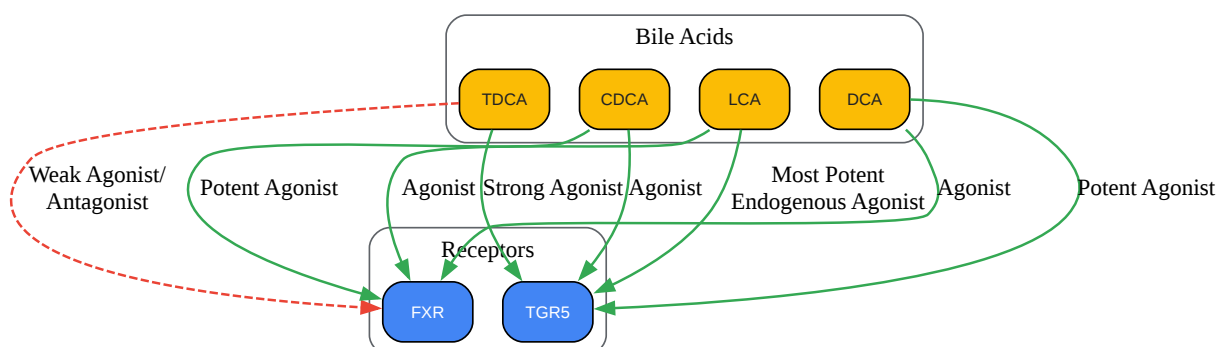 Bile Acids
TDCA
CDCA
LCA
DCA
Weak Agonist/
Antagonist
Potent Agonist
Agonist
Strong Agonist
Agonist
Most Potent
Endogenous Agonist
Agonist
Potent Agonist
Receptors
FXR
TGR5